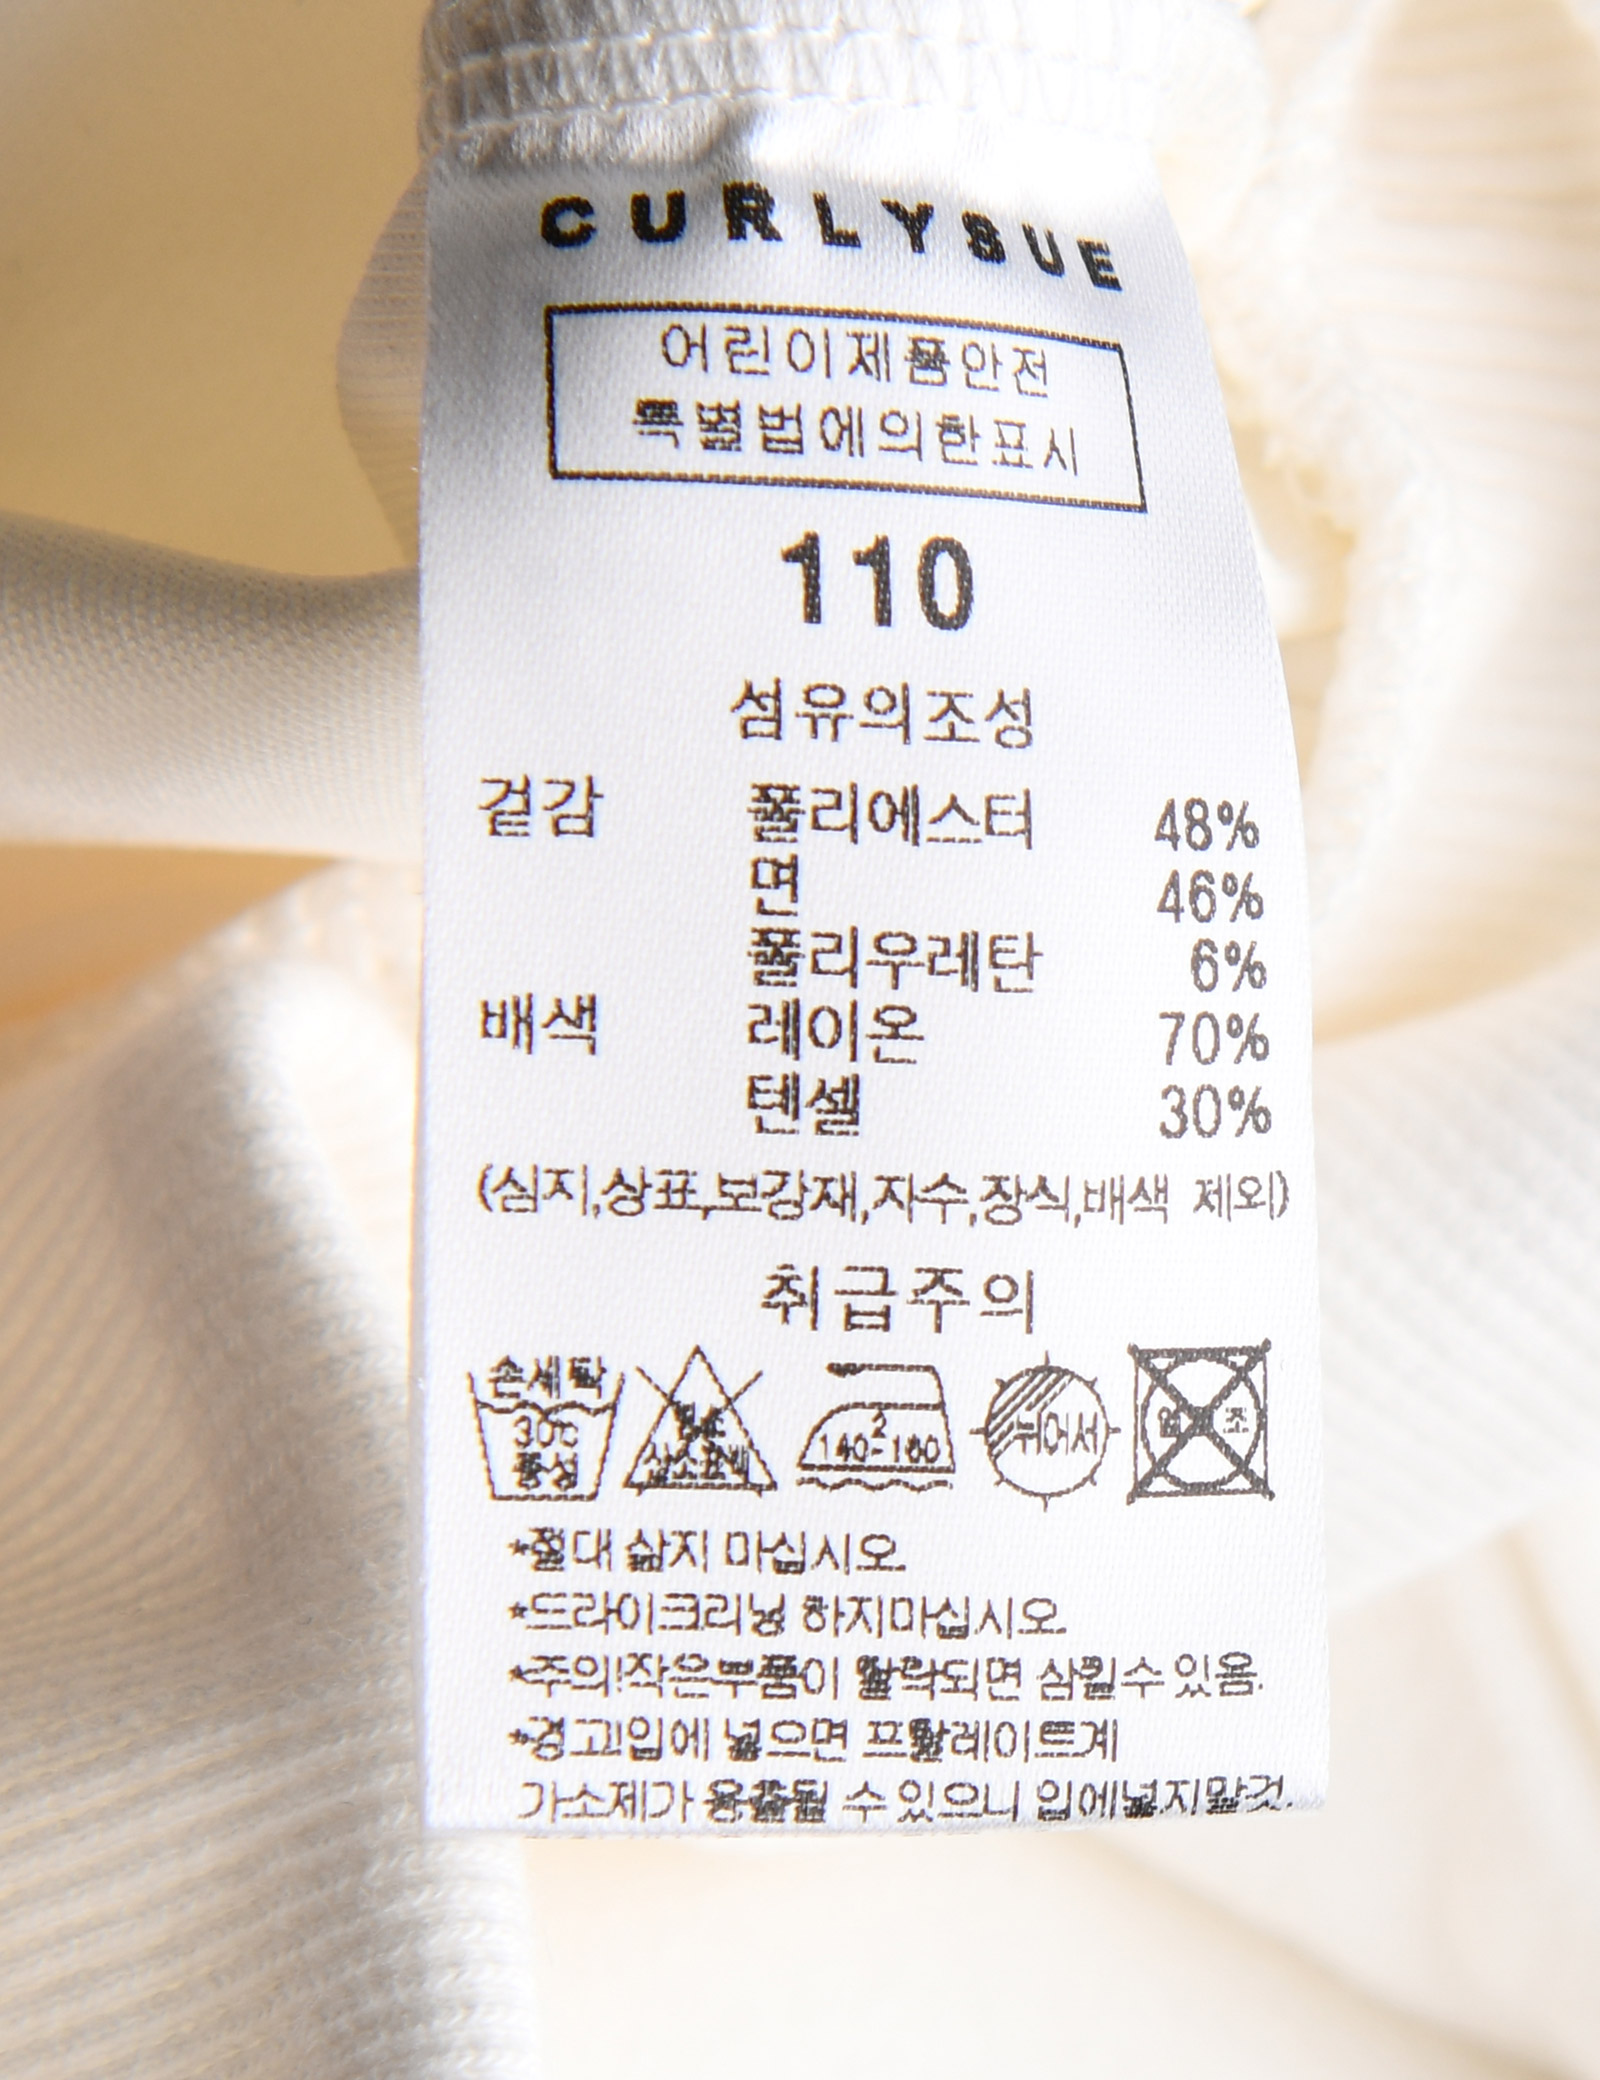 CURLYSUE
어린이제품안전
특별법에의한표시
110
섬유의조성
겉감 폴리에스터 48%
면 46%
폴리우레탄 6%
배색 레이온 70%
텐셀 30%
(심지,상표,보강재,자수,장식,배색 제외)
취급주의
손세탁
30℃
중성
산소표백
2
140-160
뉘어서
조
*절대 삶지 마십시오.
*드라이크리닝 하지마십시오.
*주의!작은부품이 탈락되면 삼킬수 있음.
*경고!입에 넣으면 프탈레이트계
가소제가 용출될 수 있으니 입에넣지말것.